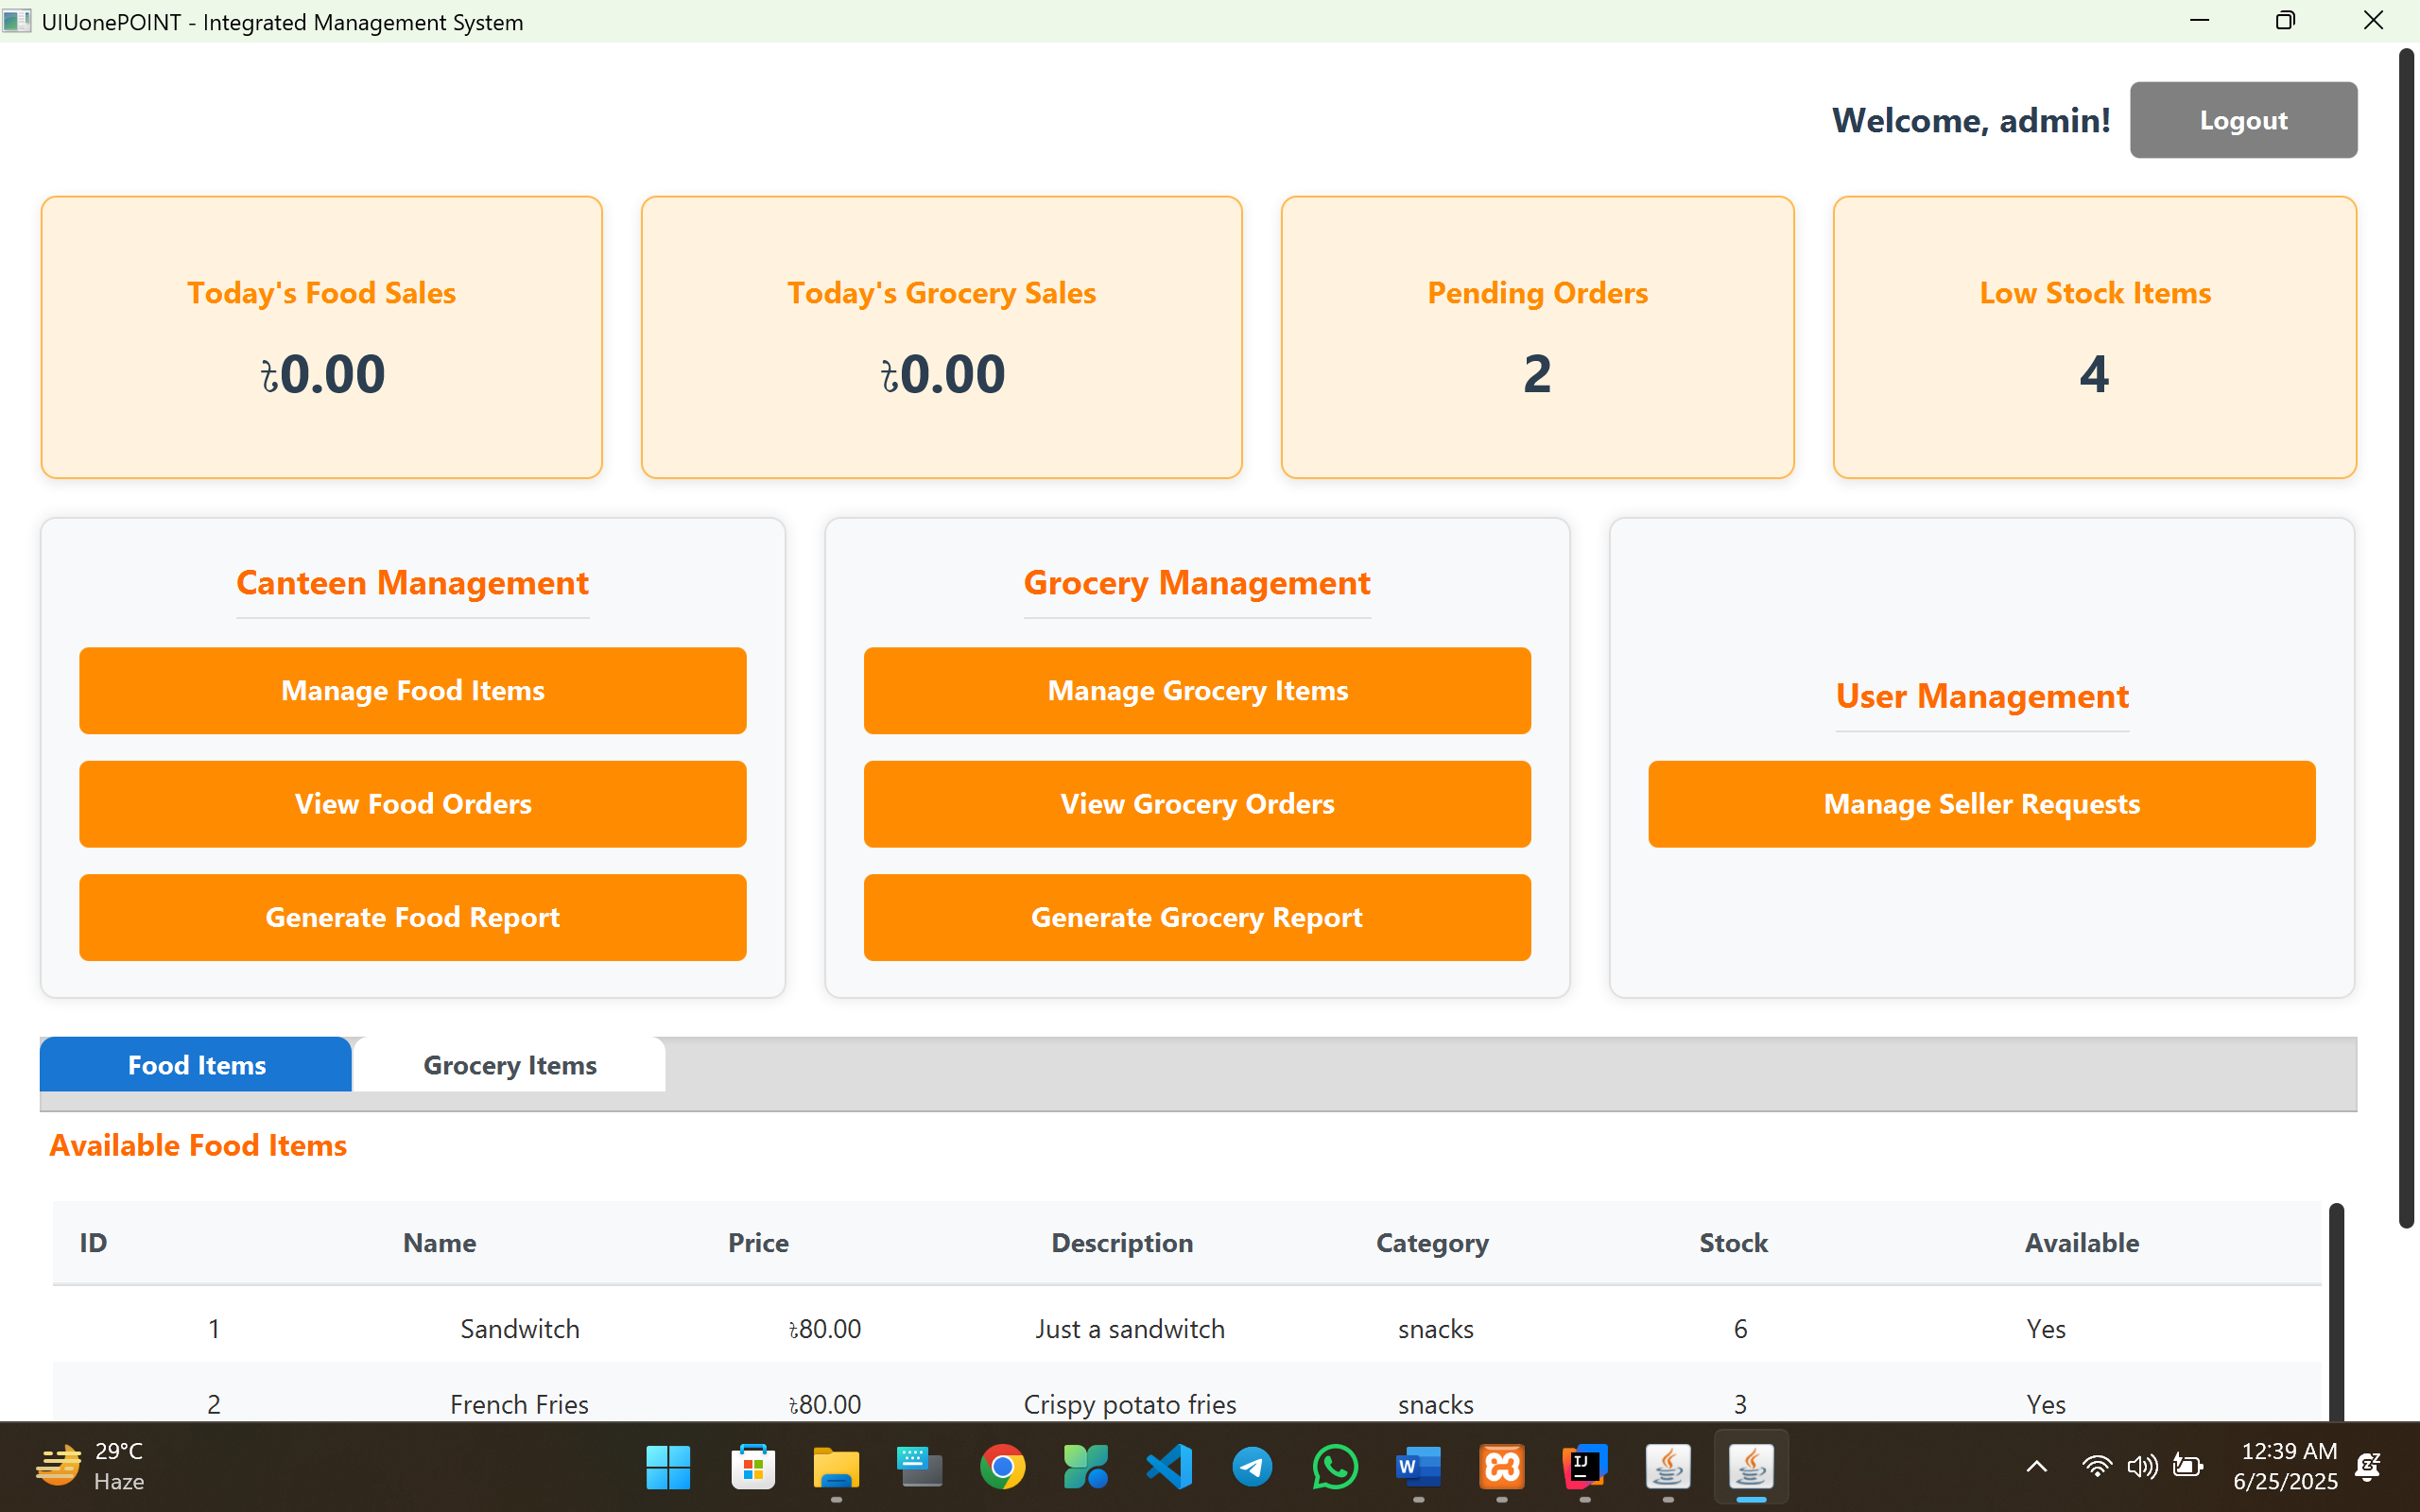 UIUonePOINT - Integrated Management System
Welcome, admin!
Logout
Today's Food Sales
৳0.00
Today's Grocery Sales
৳0.00
Pending Orders
2
Low Stock Items
4
Canteen Management
Manage Food Items
View Food Orders
Generate Food Report
Grocery Management
Manage Grocery Items
View Grocery Orders
Generate Grocery Report
User Management
Manage Seller Requests
Food Items
Grocery Items
Available Food Items
ID Name Price Description Category Stock Available
1 Sandwitch ৳80.00 Just a sandwitch snacks 6 Yes
2 French Fries ৳80.00 Crispy potato fries snacks 3 Yes
29°C
Haze
12:39 AM
6/25/2025